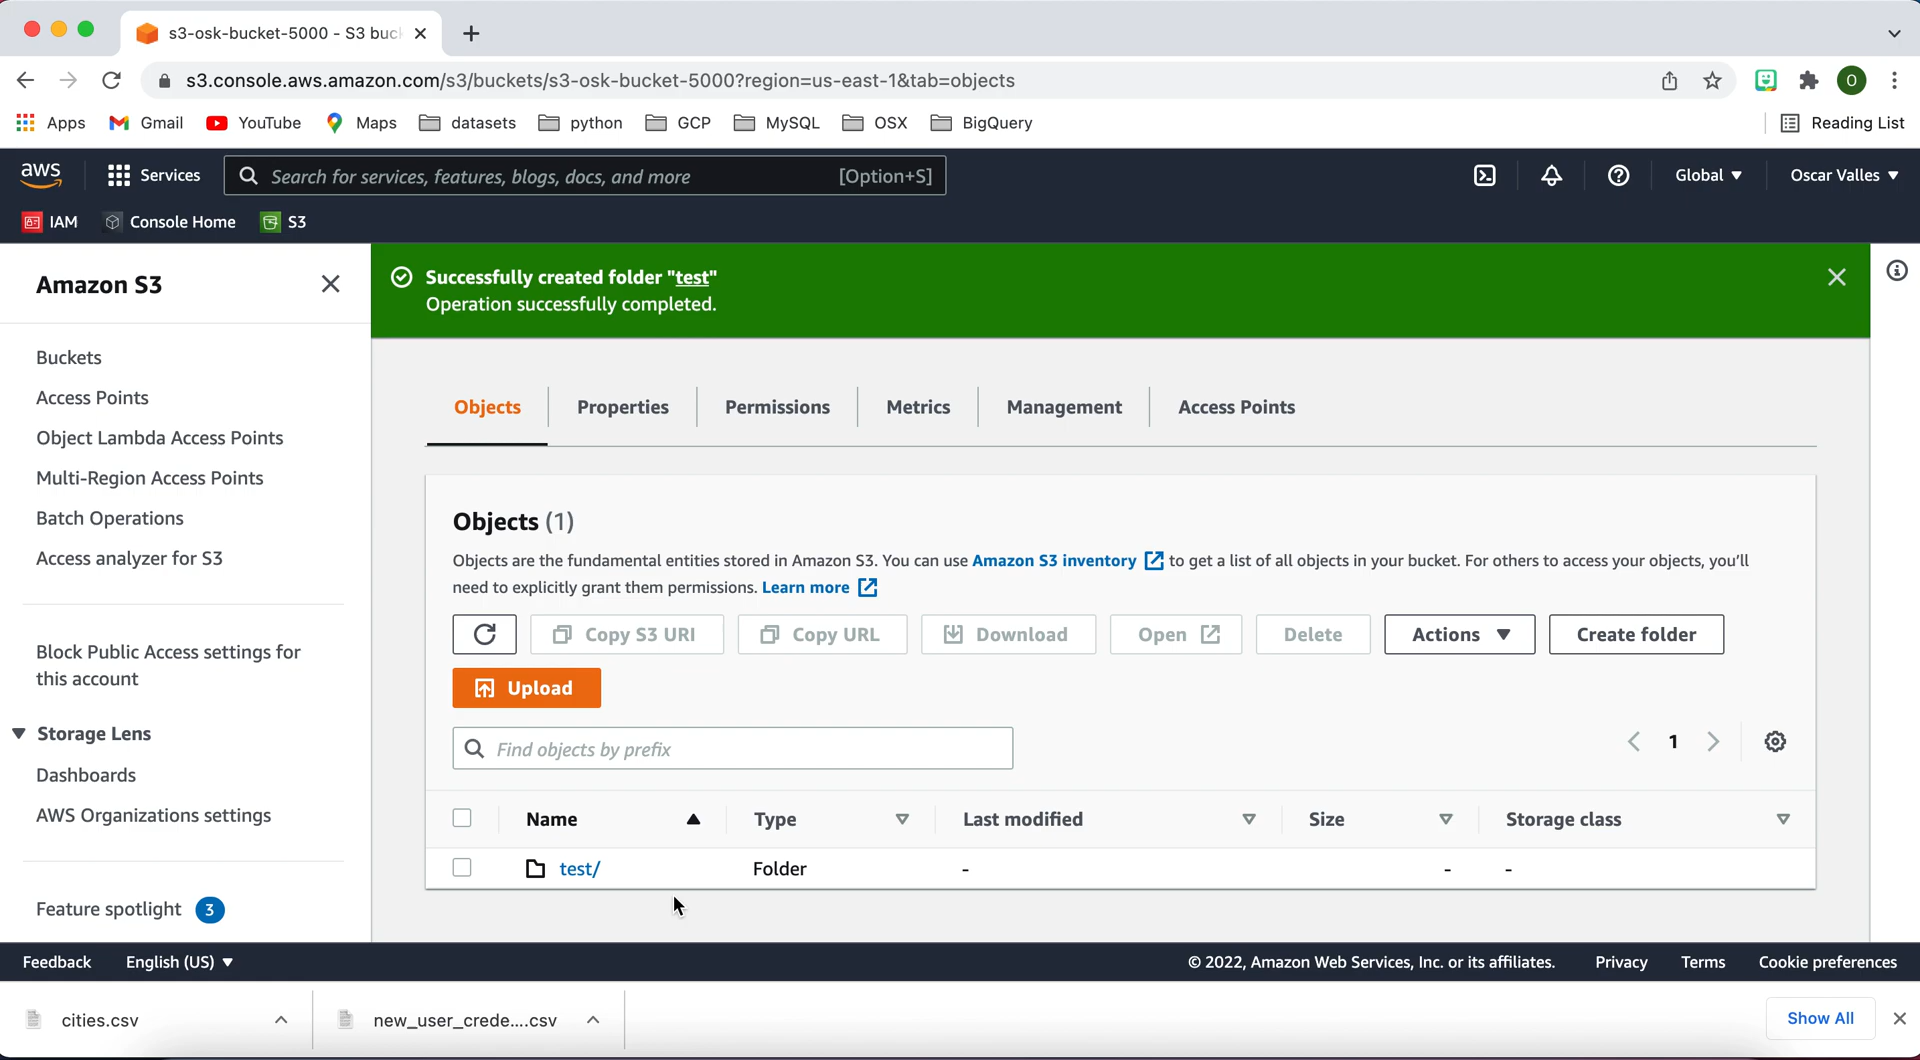 s3-osk-bucket-5000 - S3 buc
s3.console.aws.amazon.com/s3/buckets/s3-osk-bucket-5000?region=us-east-1&tab=objects
O
Apps Gmail YouTube Maps datasets python GCP MySQL OSX BigQuery Reading List
aws Services Search for services, features, blogs, docs, and more [Option+S] Global Oscar Valles
IAM Console Home S3
Amazon S3
Buckets
Access Points
Object Lambda Access Points
Multi-Region Access Points
Batch Operations
Access analyzer for S3
Block Public Access settings for
this account
Storage Lens
Dashboards
AWS Organizations settings
Feature spotlight 3
Successfully created folder "test"
Operation successfully completed.
Objects Properties Permissions Metrics Management Access Points
Objects (1)
Objects are the fundamental entities stored in Amazon S3. You can use Amazon S3 inventory to get a list of all objects in your bucket. For others to access your objects, you'll
need to explicitly grant them permissions. Learn more
Copy S3 URI Copy URL Download Open Delete Actions Create folder
Upload
Find objects by prefix 1
Name Type Last modified Size Storage class
test/ Folder - - -
Feedback English (US) © 2022, Amazon Web Services, Inc. or its affiliates. Privacy Terms Cookie preferences
cities.csv new_user_crede....csv Show All